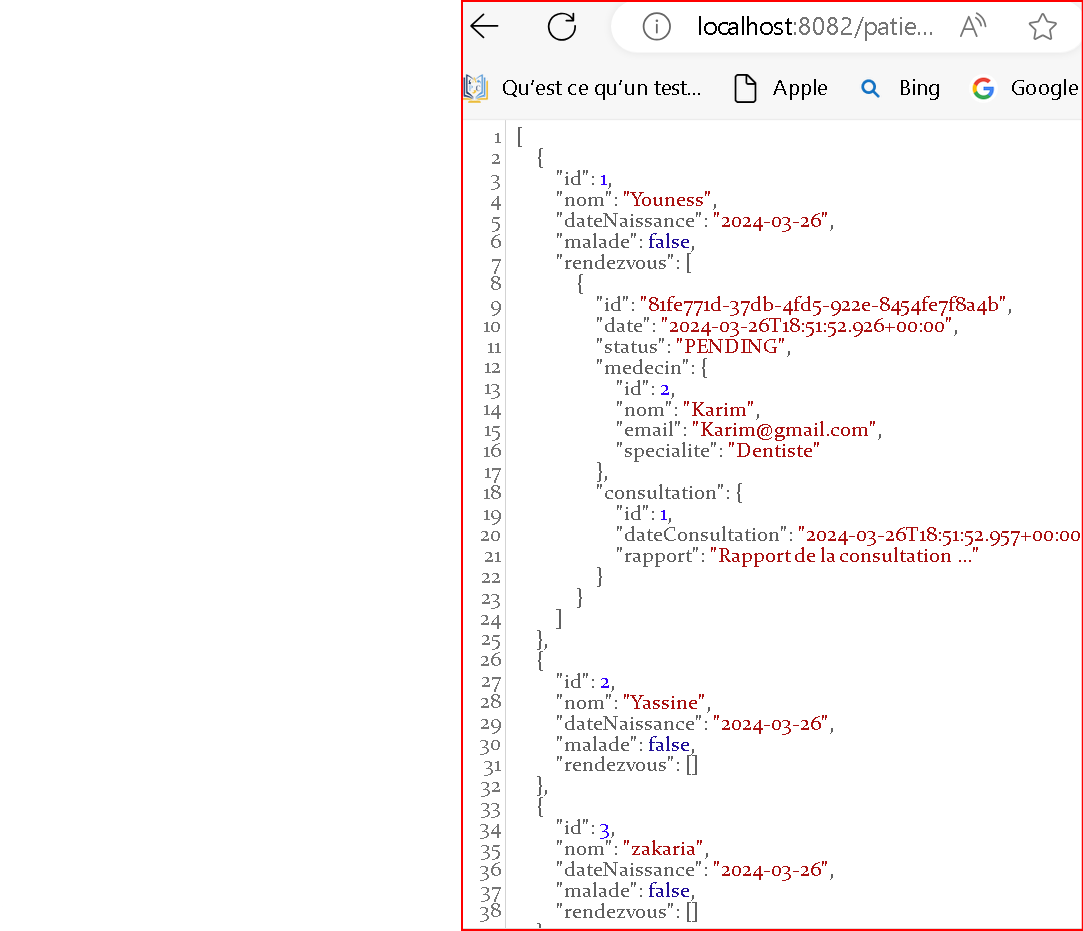 localhost:8082/patie...
Qu'est ce qu'un test... Apple Bing Google
1 [
2 {
3 "id": 1,
4 "nom": "Youness",
5 "dateNaissance": "2024-03-26",
6 "malade": false,
7 "rendezvous": [
8 {
9 "id": "81fe771d-37db-4fd5-922e-8454fe7f8a4b",
10 "date": "2024-03-26T18:51:52.926+00:00",
11 "status": "PENDING",
12 "medecin": {
13 "id": 2,
14 "nom": "Karim",
15 "email": "Karim@gmail.com",
16 "specialite": "Dentiste"
17 },
18 "consultation": {
19 "id": 1,
20 "dateConsultation": "2024-03-26T18:51:52.957+00:00
21 "rapport": "Rapport de la consultation ..."
22 }
23 }
24 ]
25 },
26 {
27 "id": 2,
28 "nom": "Yassine",
29 "dateNaissance": "2024-03-26",
30 "malade": false,
31 "rendezvous": []
32 },
33 {
34 "id": 3,
35 "nom": "zakaria",
36 "dateNaissance": "2024-03-26",
37 "malade": false,
38 "rendezvous": []